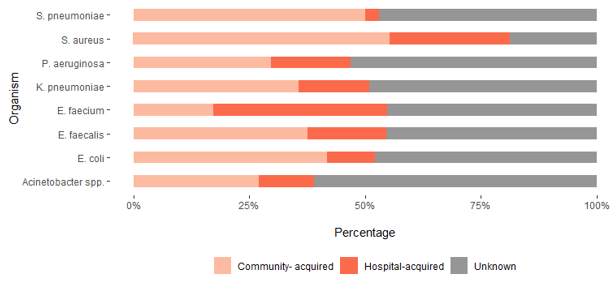 S. pneumoniae
S. aureus
P. aeruginosa
K. pneumoniae
E. faecium
E. faecalis
E. coli
Acinetobacter spp.
Organism
0% 25% 50% 75% 100%
Percentage
Community- acquired Hospital-acquired Unknown